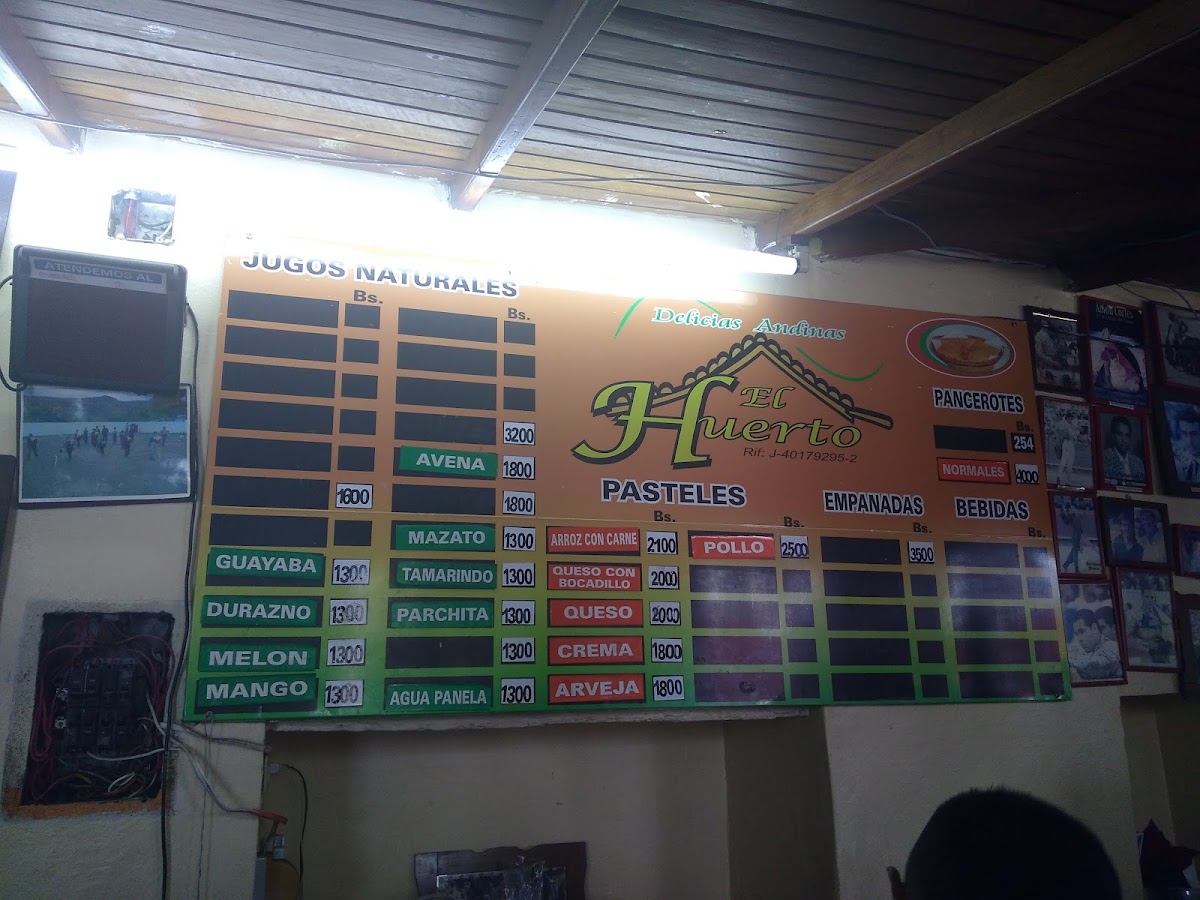 ATENDEMOS AL
JUGOS NATURALES
Bs.
Bs.
3200
AVENA 1800
1600
1800
MAZATO 1300
GUAYABA 1300
TAMARINDO 1300
DURAZNO 1300
PARCHITA 1300
MELON 1300
1300
MANGO 1300
AGUA PANELA 1300
Delicias Andinas
El
Huerto
Rif: J-40179295-2
PASTELES
Bs.
Bs.
ARROZ CON CARNE 2100
POLLO 2500
QUESO CON
BOCADILLO 2000
QUESO 2000
CREMA 1800
ARVEJA 1800
EMPANADAS
Bs.
3500
PANCEROTES
Bs.
254
NORMALES 4000
BEBIDAS
Bs.